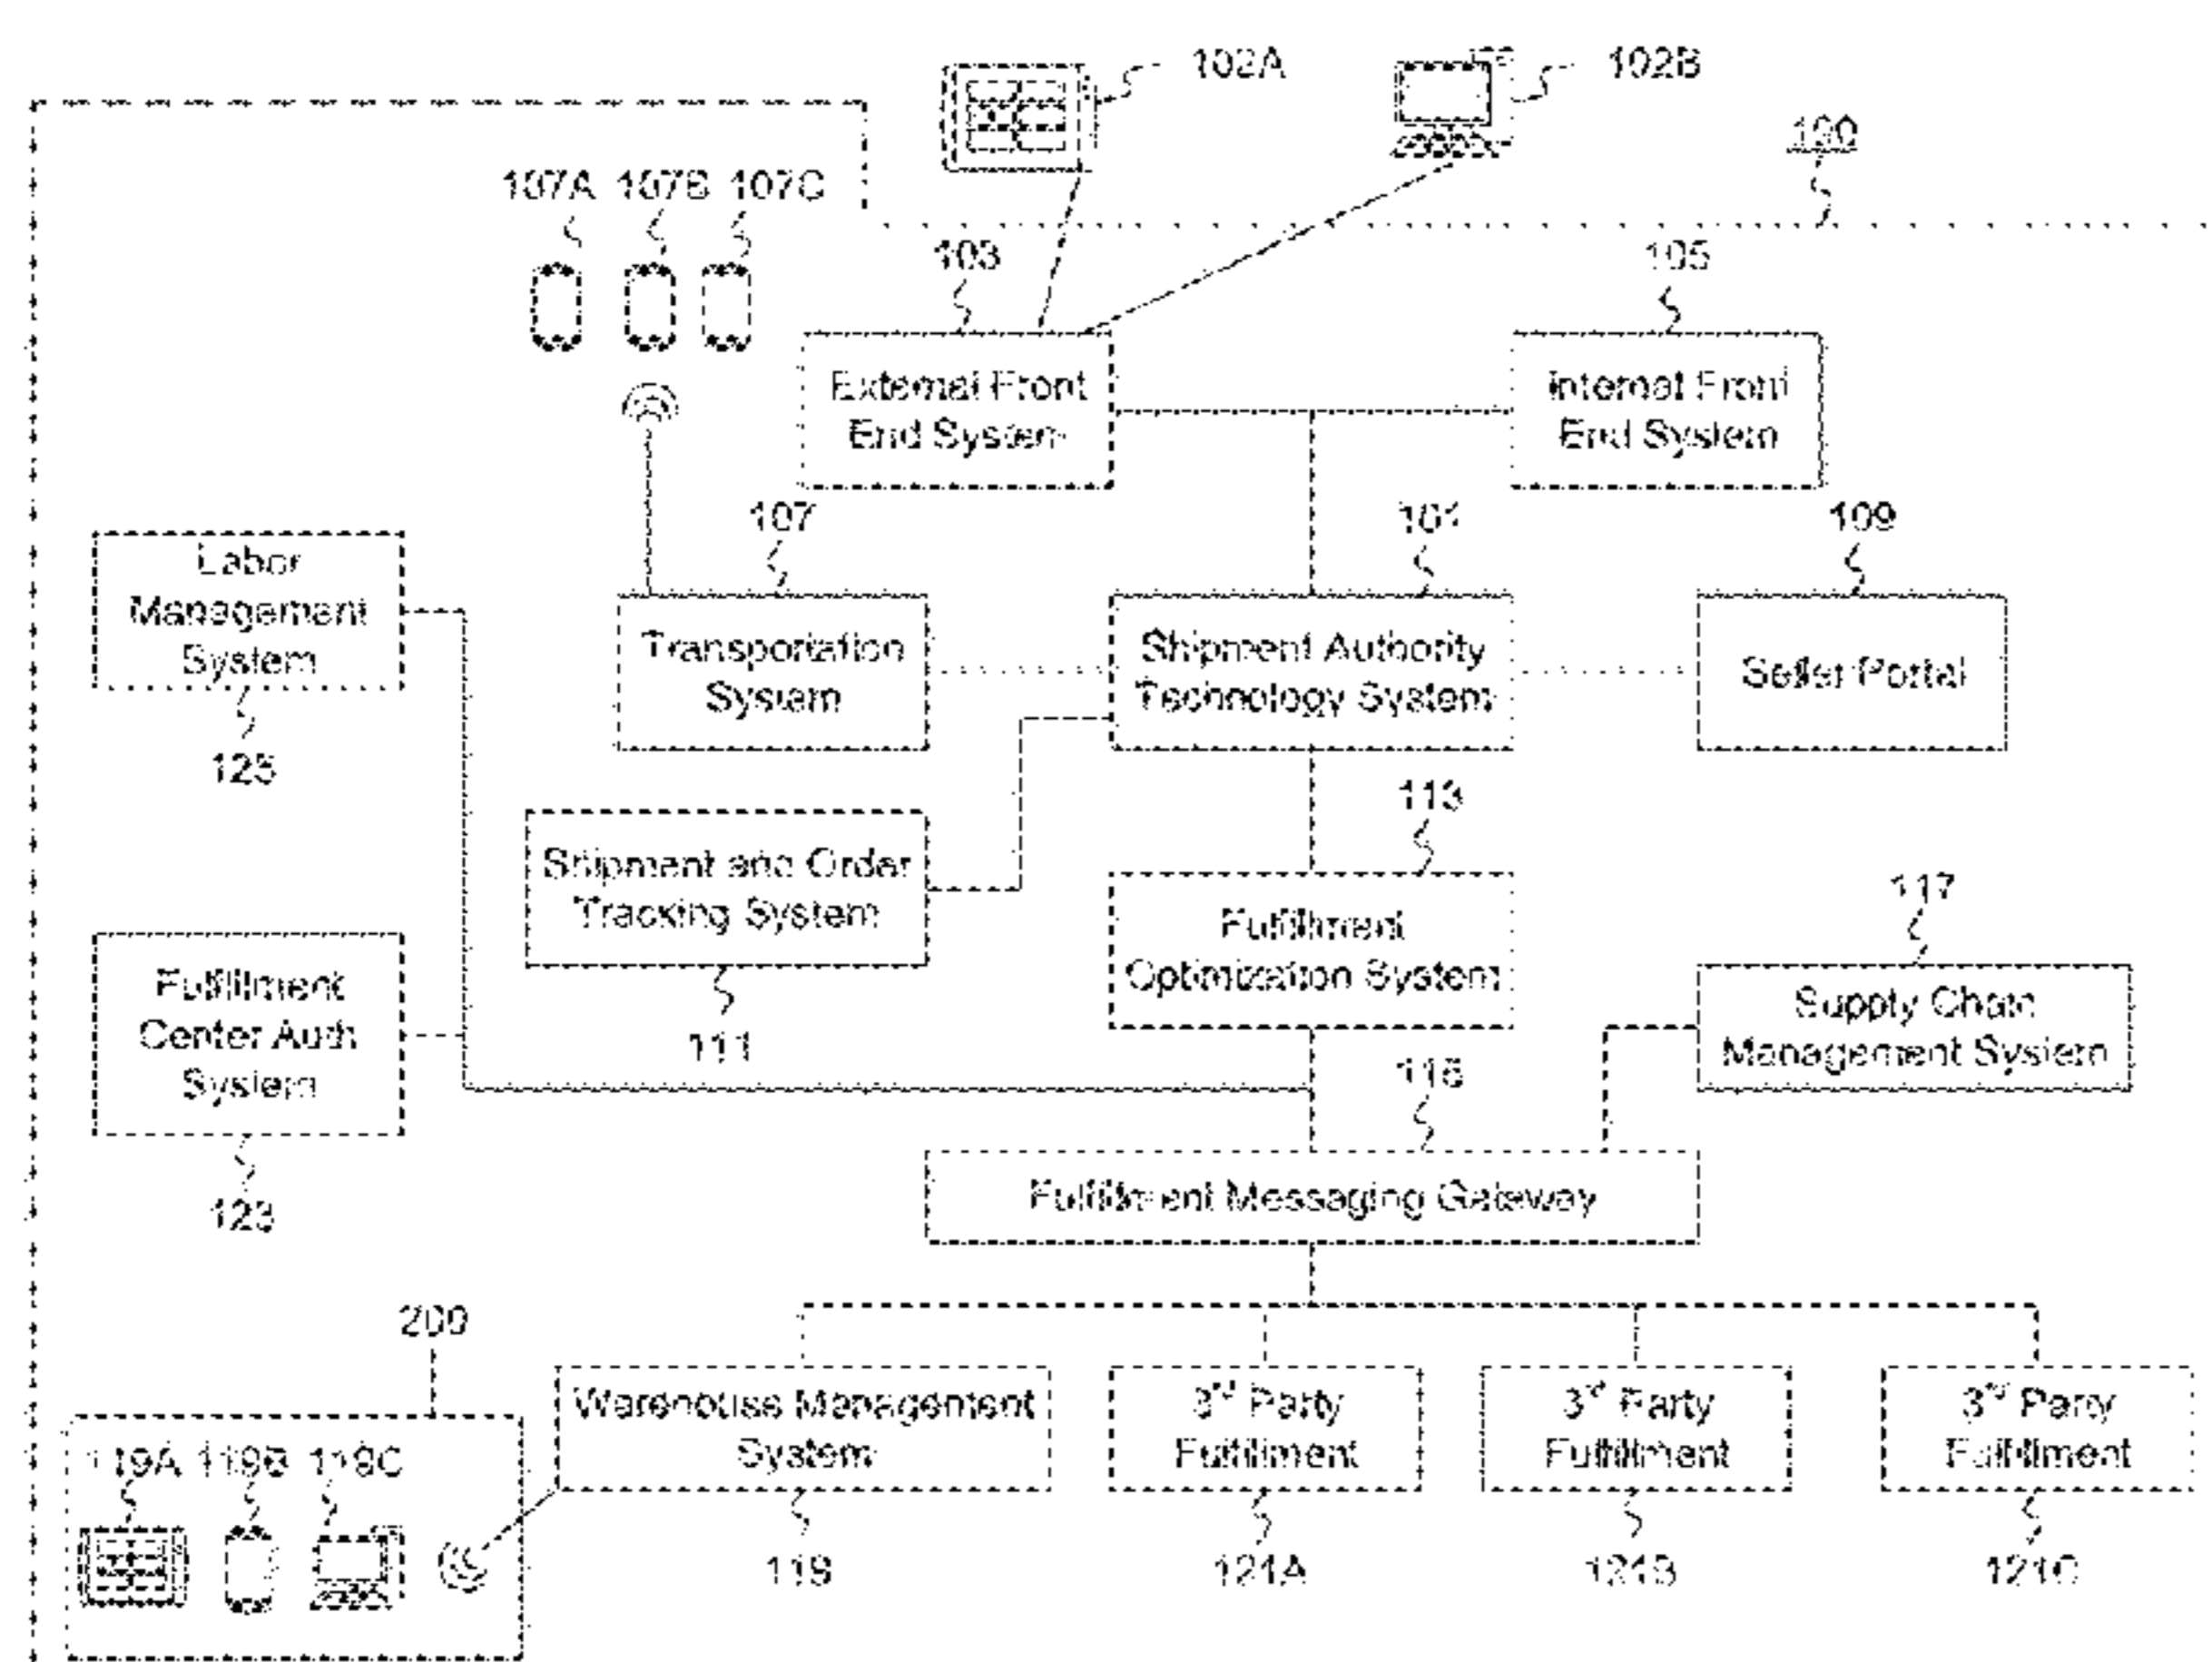 102A
102B
100
107A 107B 107C
103
105
External Front
End System
Internal Front
End System
107
101
109
Labor
Management
System
Transportation
System
Shipment Authority
Technology System
Seller Portal
125
113
Shipment and Order
Tracking System
117
Fulfillment
Optimization System
Fulfillment
Center Auth
System
Supply Chain
Management System
111
Fulfillment Messaging Gateway
123
200
Warehouse Management
System
3rd Party
Fulfillment
3rd Party
Fulfillment
3rd Party
Fulfillment
119A 119B 119C
119
121A
121B
121C